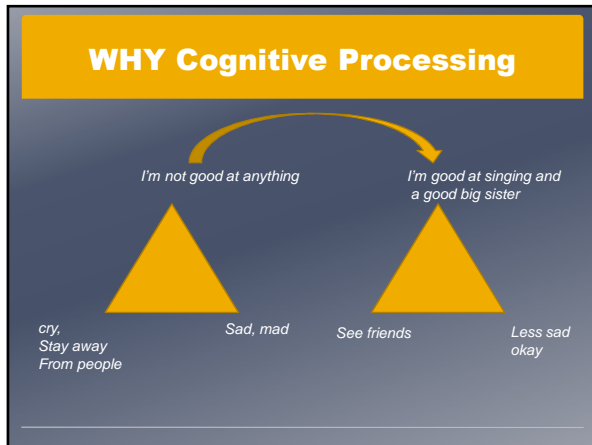 WHY Cognitive Processing
I'm not good at anything
I'm good at singing and
a good big sister
cry,
Stay away
From people
Sad, mad
See friends
Less sad
okay